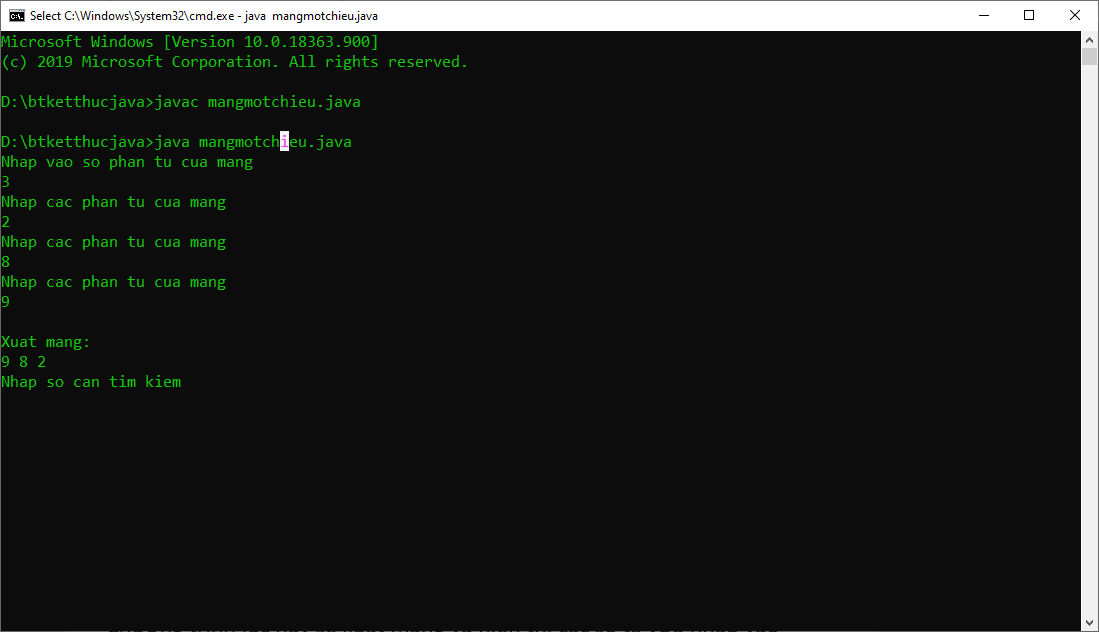 Select C:\Windows\System32\cmd.exe - java  mangmotchieu.java
Microsoft Windows [Version 10.0.18363.900]
(c) 2019 Microsoft Corporation. All rights reserved.
D:\btketthucjava>javac mangmotchieu.java
D:\btketthucjava>java mangmotchieu.java
Nhap vao so phan tu cua mang
3
Nhap cac phan tu cua mang
2
Nhap cac phan tu cua mang
8
Nhap cac phan tu cua mang
9
Xuat mang:
9 8 2
Nhap so can tim kiem